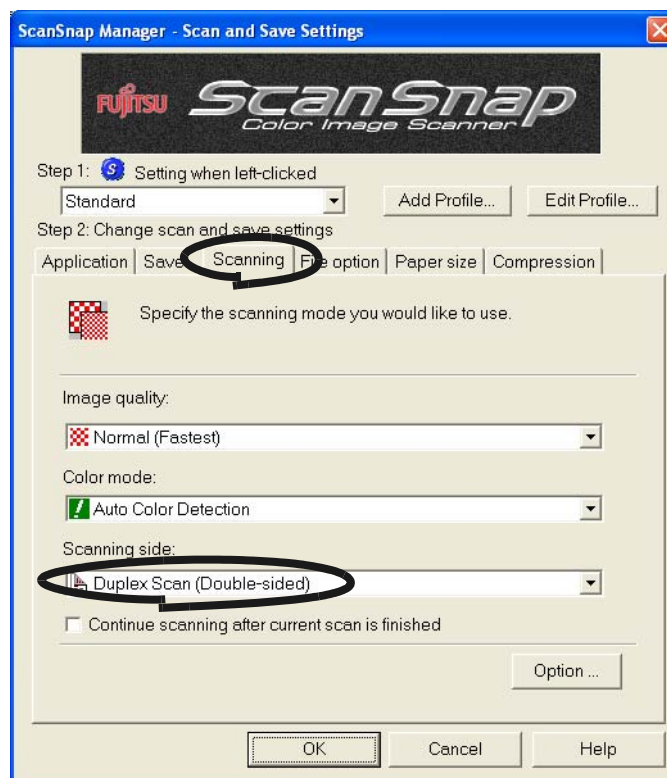 ScanSnap Manager - Scan and Save Settings
FUJITSU ScanSnap
Color Image Scanner
Step 1: S Setting when left-clicked
Standard Add Profile... Edit Profile...
Step 2: Change scan and save settings
Application Save Scanning File option Paper size Compression
Specify the scanning mode you would like to use.
Image quality:
Normal (Fastest)
Color mode:
Auto Color Detection
Scanning side:
Duplex Scan (Double-sided)
Continue scanning after current scan is finished
Option ...
OK Cancel Help